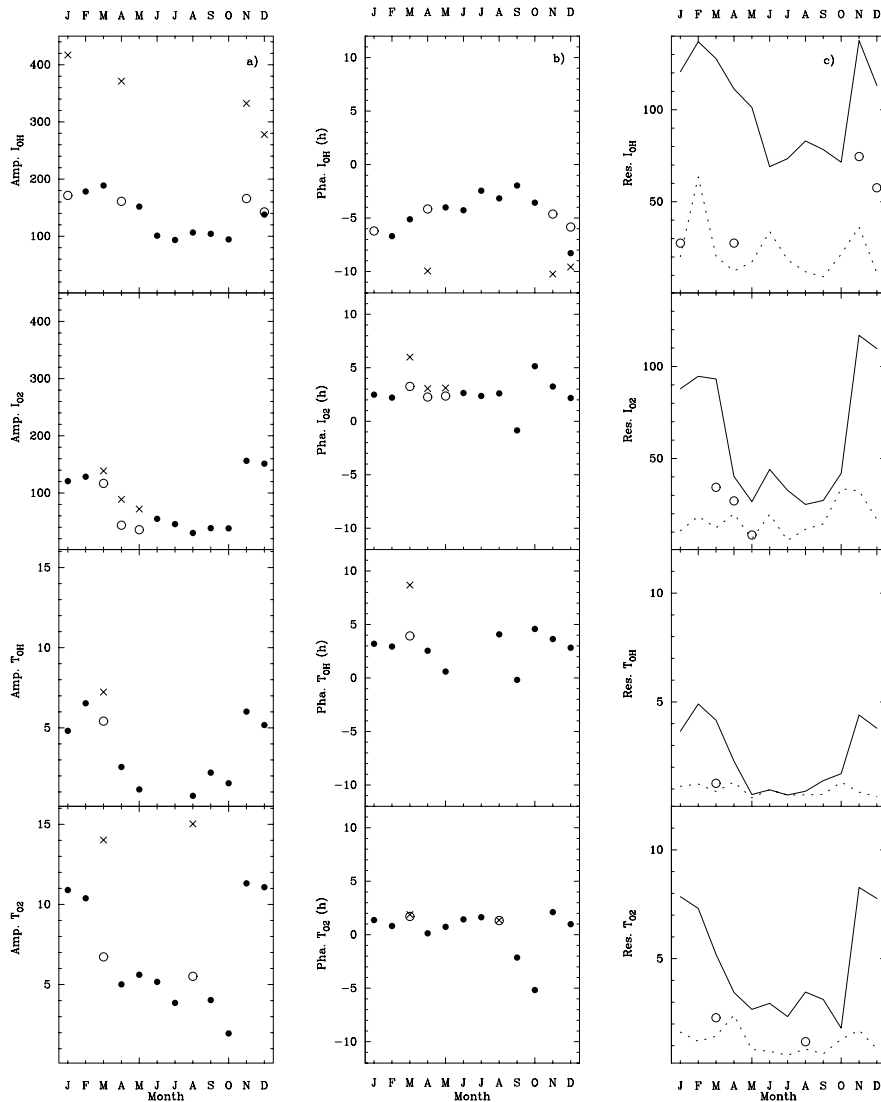 J F M A M J J A S O N D
J F M A M J J A S O N D
J F M A M J J A S O N D
a)
400
300
200
100
Amp. I_OH
400
300
200
100
Amp. I_O2
15
10
5
Amp. T_OH
15
10
5
Amp. T_O2
J F M A M J J A S O N D
Month
b)
10
5
0
−5
−10
Pha. I_OH (h)
10
5
0
−5
−10
Pha. I_O2 (h)
10
5
0
−5
−10
Pha. T_OH (h)
10
5
0
−5
−10
Pha. T_O2 (h)
J F M A M J J A S O N D
Month
c)
100
50
Res. I_OH
100
50
Res. I_O2
10
5
Res. T_OH
10
5
Res. T_O2
J F M A M J J A S O N D
Month